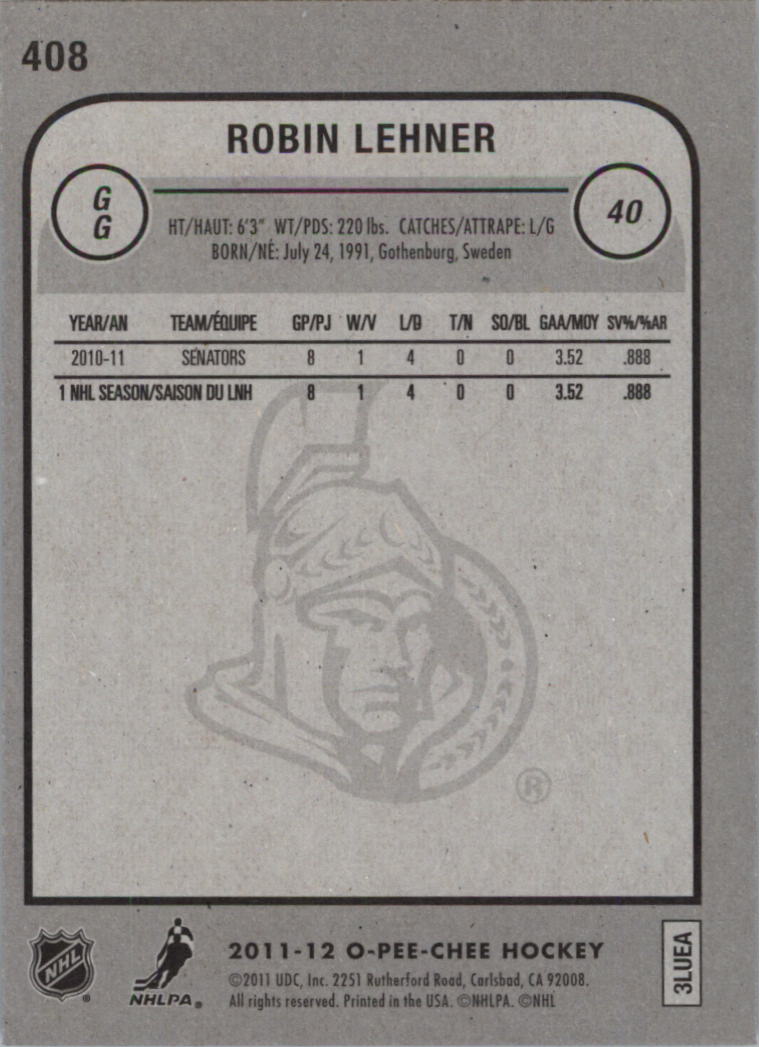 408
ROBIN LEHNER
G
G
40
HT/HAUT: 6'3" WT/PDS: 220 lbs. CATCHES/ATTRAPE: L/G
BORN/NÉ: July 24, 1991, Gothenburg, Sweden
YEAR/AN TEAM/ÉQUIPE GP/PJ W/V L/D T/N SO/BL GAA/MOY SV%/%AR
2010-11 SENATORS 8 1 4 0 0 3.52 .888
1 NHL SEASON/SAISON DU LNH 8 1 4 0 0 3.52 .888
®
NHL
®
NHLPA®
2011-12 O-PEE-CHEE HOCKEY
©2011 UDC, Inc. 2251 Rutherford Road, Carlsbad, CA 92008.
All rights reserved. Printed in the USA. ©NHLPA. ©NHL
3LUEA